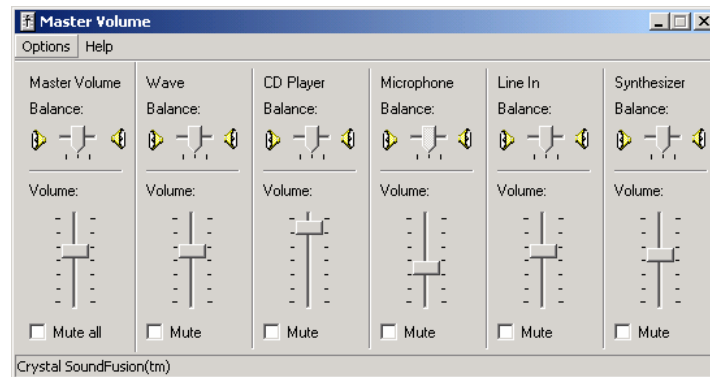 Master Volume
Options Help
Master Volume Wave CD Player Microphone Line In Synthesizer
Balance: Balance: Balance: Balance: Balance: Balance:
Volume: Volume: Volume: Volume: Volume: Volume:
Mute all Mute Mute Mute Mute Mute
Crystal SoundFusion(tm)